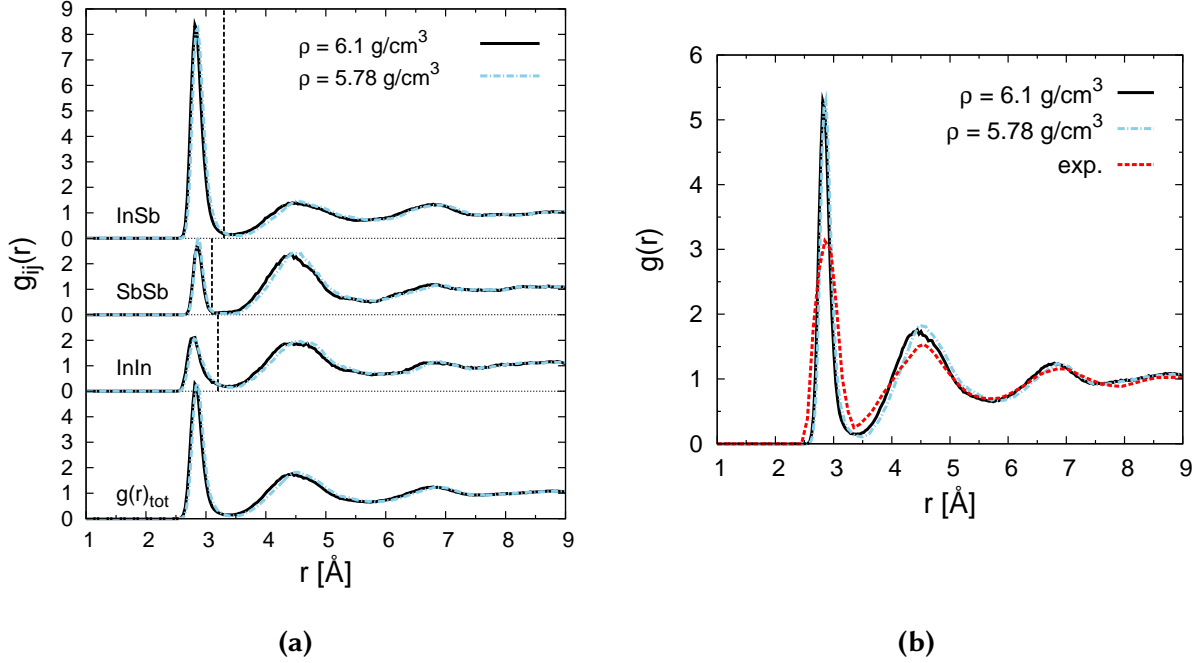 9
8
7
6
5
4
3
2
1
0
2
1
0
2
1
0
4
3
2
1
0
g_ij(r)
ρ = 6.1 g/cm³
ρ = 5.78 g/cm³
InSb
SbSb
InIn
g(r)_tot
1 2 3 4 5 6 7 8 9
r [Å]
(a)
6
5
4
3
2
1
0
g(r)
ρ = 6.1 g/cm³
ρ = 5.78 g/cm³
exp.
1 2 3 4 5 6 7 8 9
r [Å]
(b)